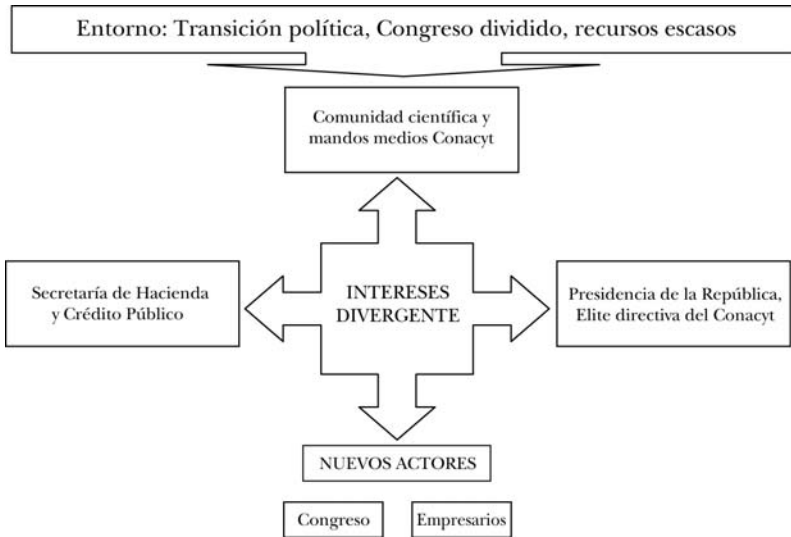 Entorno: Transición política, Congreso dividido, recursos escasos
Comunidad científica y
mandos medios Conacyt
Secretaría de Hacienda
y Crédito Público
INTERESES
DIVERGENTE
Presidencia de la República,
Elite directiva del Conacyt
NUEVOS ACTORES
Congreso
Empresarios